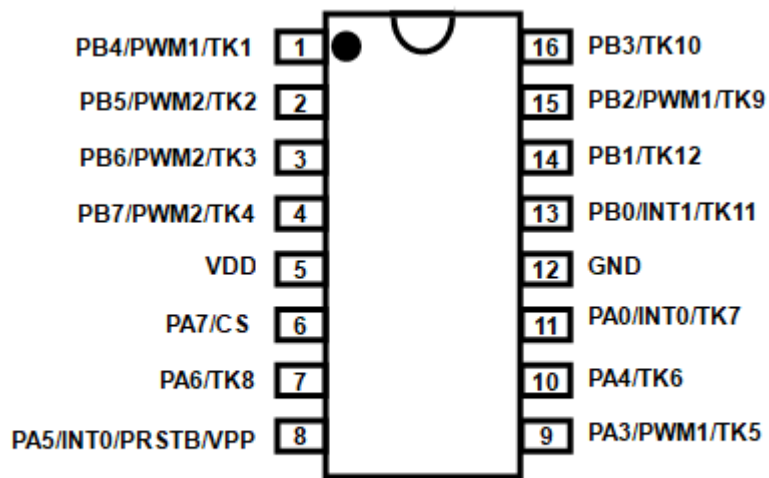 PB4/PWM1/TK1 1 16 PB3/TK10
PB5/PWM2/TK2 2 15 PB2/PWM1/TK9
PB6/PWM2/TK3 3 14 PB1/TK12
PB7/PWM2/TK4 4 13 PB0/INT1/TK11
VDD 5 12 GND
PA7/CS 6 11 PA0/INT0/TK7
PA6/TK8 7 10 PA4/TK6
PA5/INT0/PRSTB/VPP 8 9 PA3/PWM1/TK5